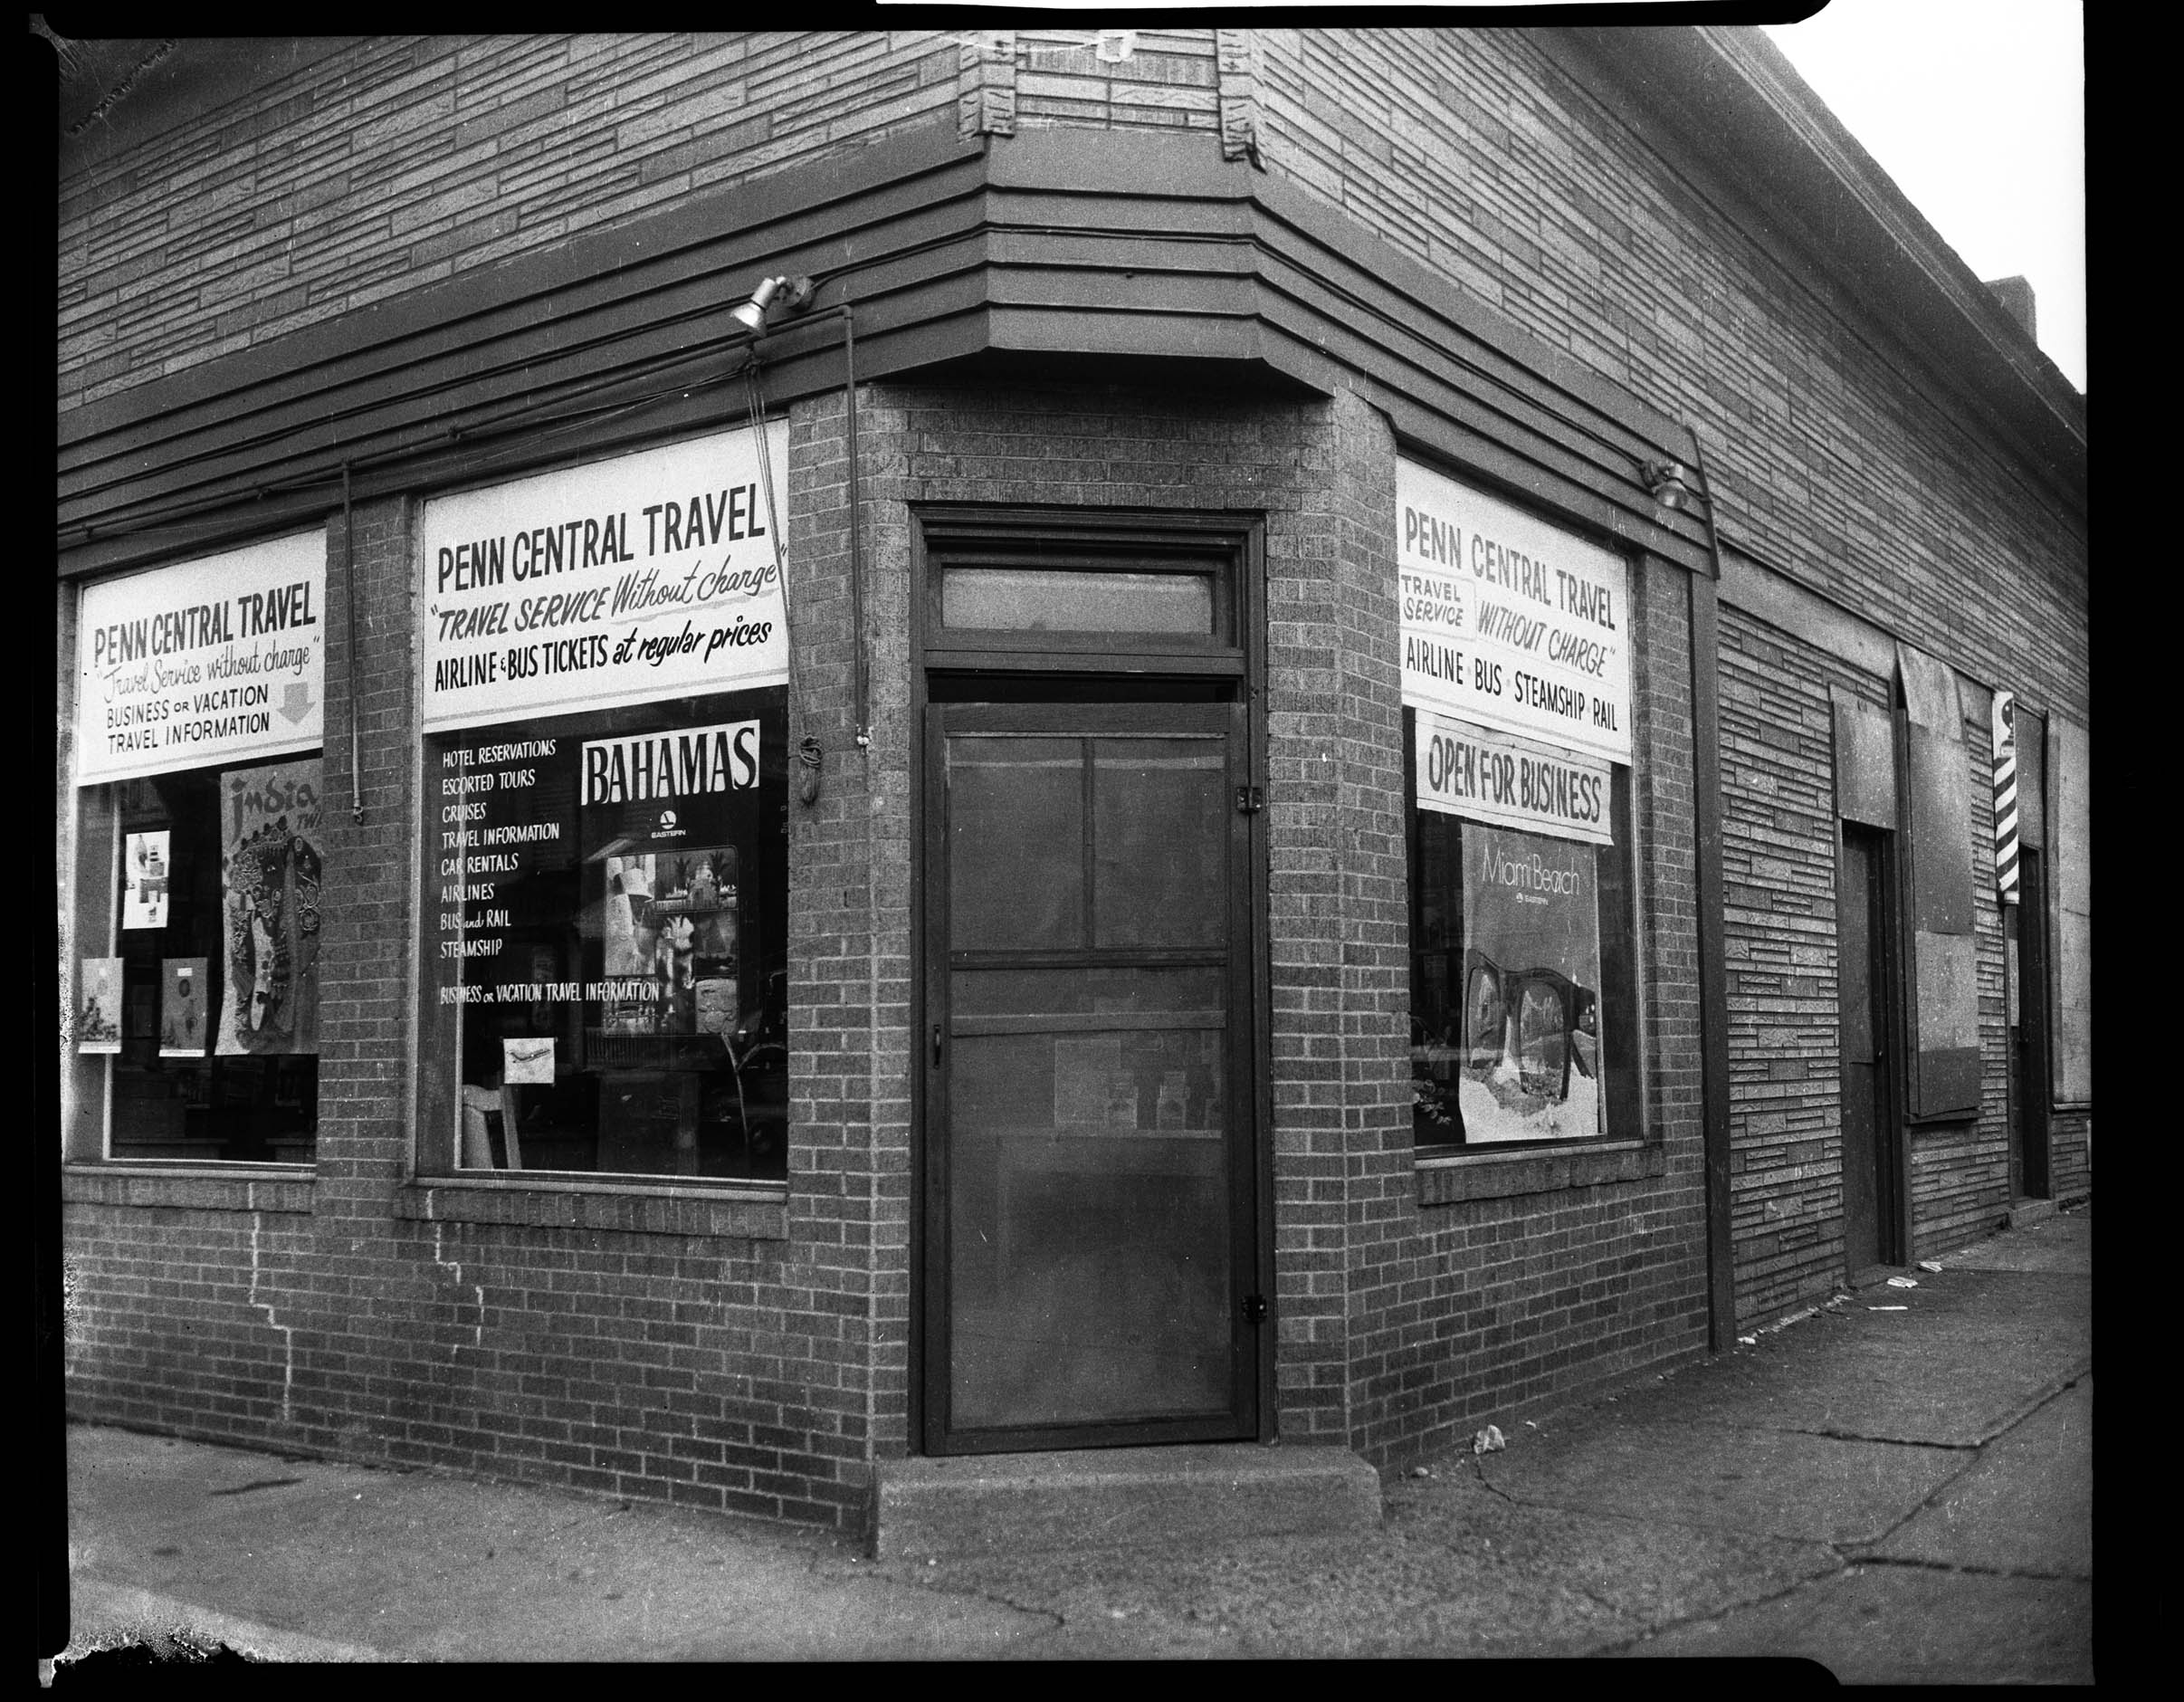 PENN CENTRAL TRAVEL
"Travel Service without charge"
BUSINESS OR VACATION
TRAVEL INFORMATION
india
TWA
PENN CENTRAL TRAVEL
"TRAVEL SERVICE Without charge"
AIRLINE & BUS TICKETS at regular prices
HOTEL RESERVATIONS
ESCORTED TOURS
CRUISES
TRAVEL INFORMATION
CAR RENTALS
AIRLINES
BUS and RAIL
STEAMSHIP
BUSINESS OR VACATION TRAVEL INFORMATION
BAHAMAS
EASTERN
PENN CENTRAL TRAVEL
TRAVEL
SERVICE
WITHOUT CHARGE"
AIRLINE · BUS · STEAMSHIP · RAIL
OPEN FOR BUSINESS
Miami Beach
EASTERN